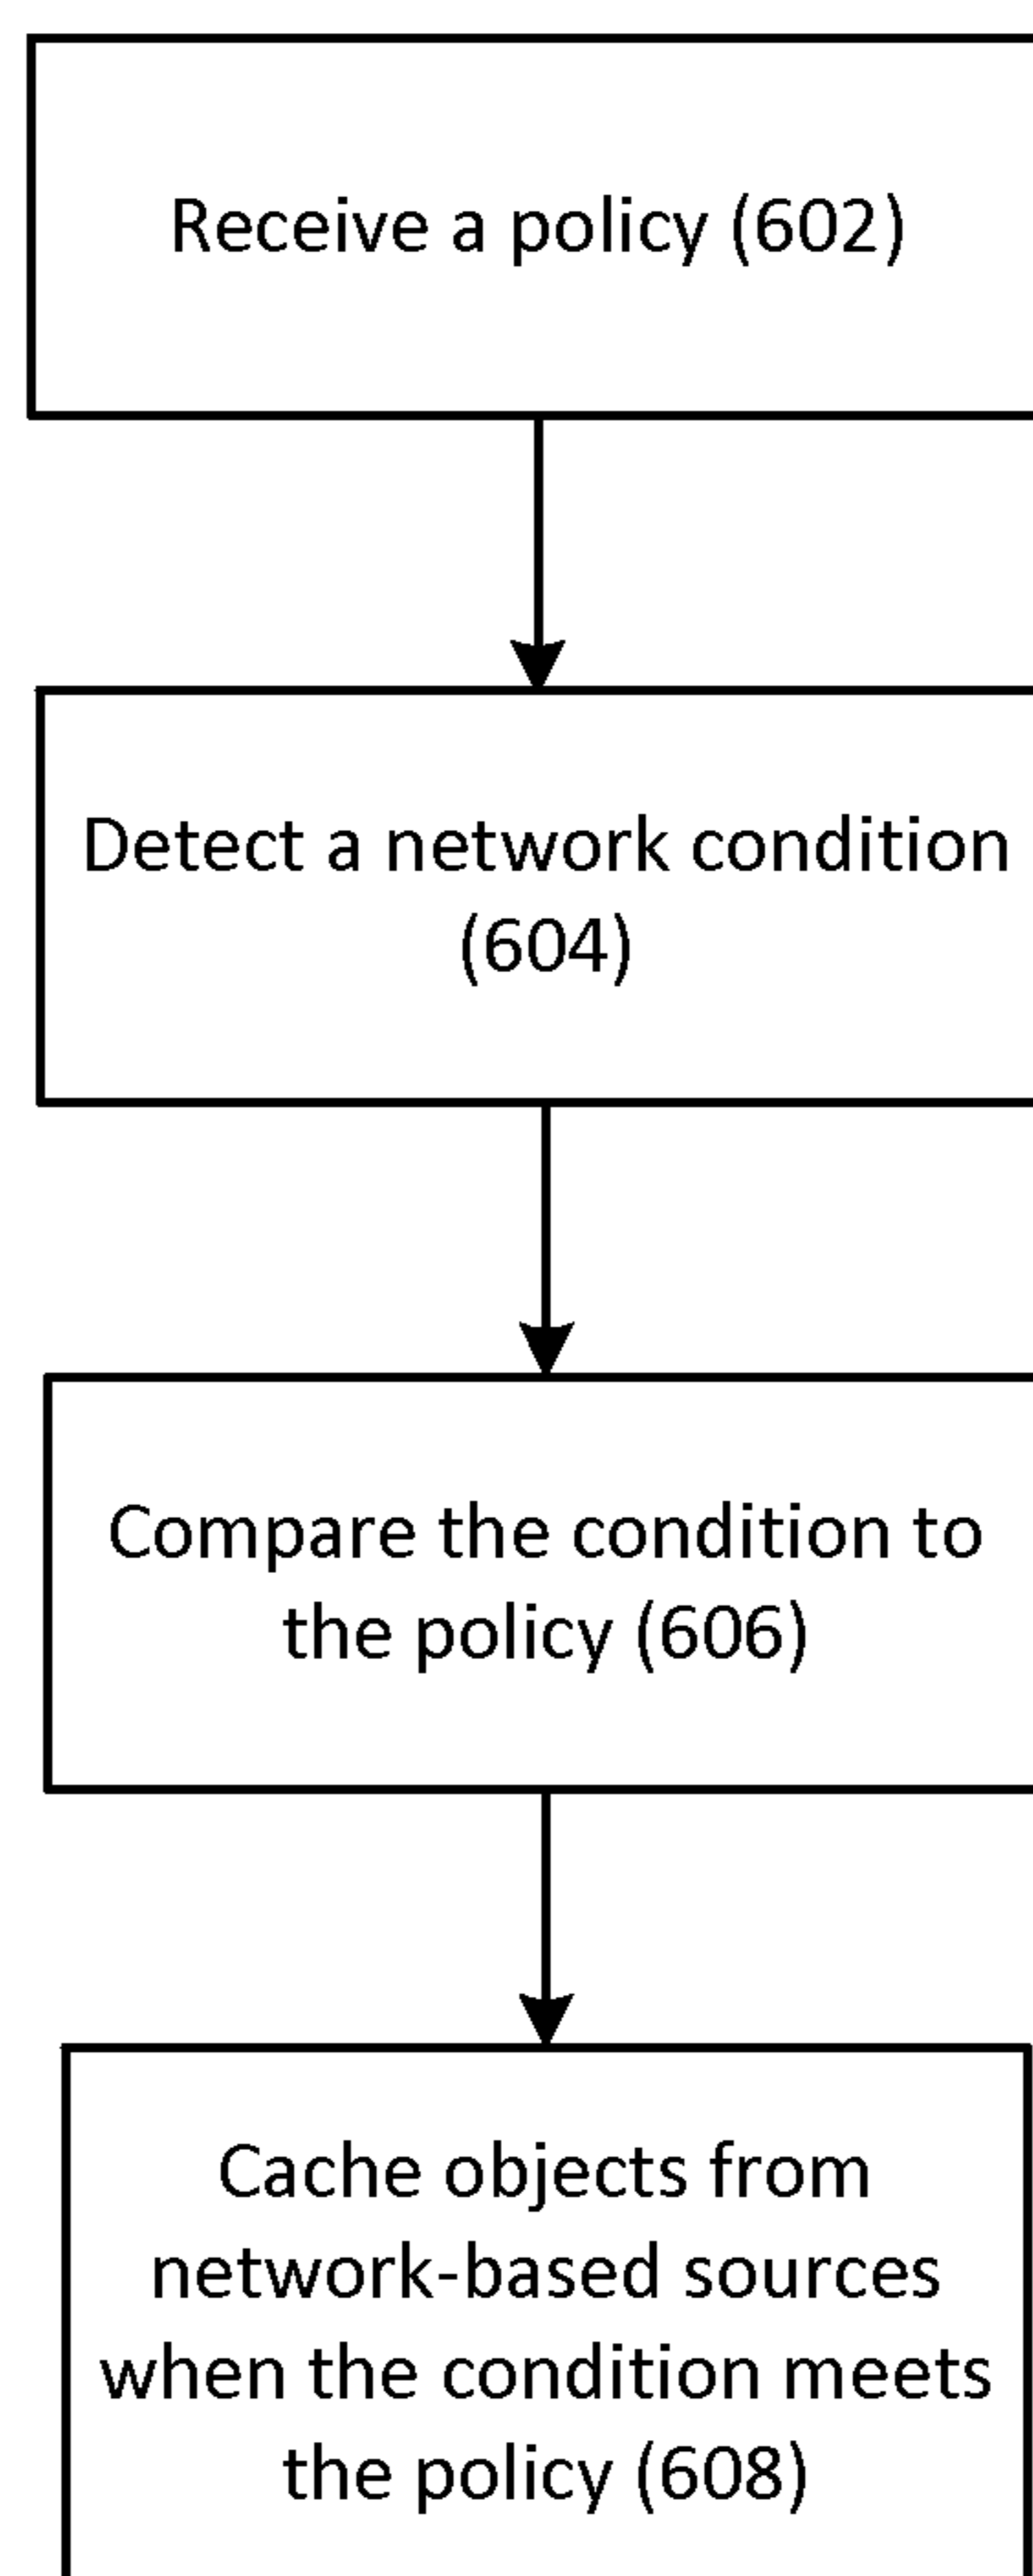 Receive a policy (602)
Detect a network condition
(604)
Compare the condition to
the policy (606)
Cache objects from
network-based sources
when the condition meets
the policy (608)